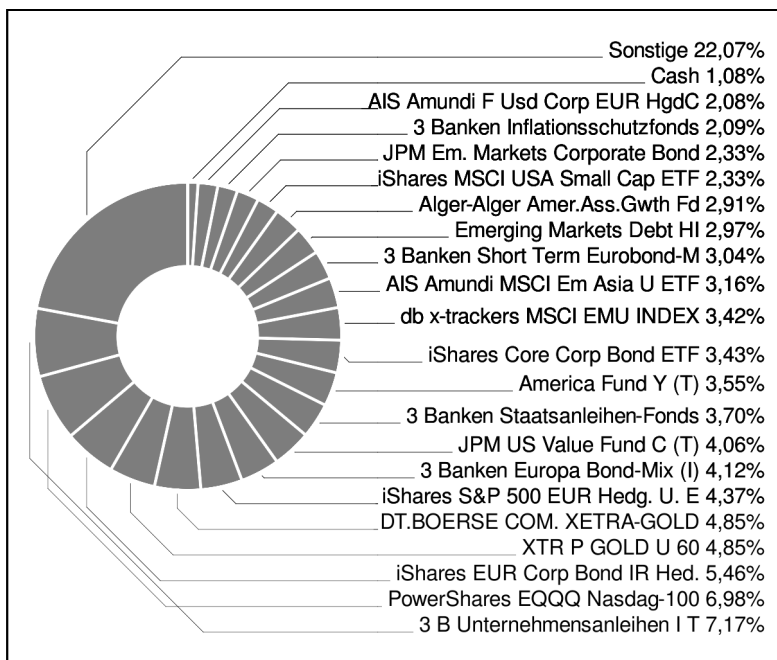 Sonstige 22,07%
Cash 1,08%
AIS Amundi F Usd Corp EUR HgdC 2,08%
3 Banken Inflationsschutzfonds 2,09%
JPM Em. Markets Corporate Bond 2,33%
iShares MSCI USA Small Cap ETF 2,33%
Alger-Alger Amer.Ass.Gwth Fd 2,91%
Emerging Markets Debt HI 2,97%
3 Banken Short Term Eurobond-M 3,04%
AIS Amundi MSCI Em Asia U ETF 3,16%
db x-trackers MSCI EMU INDEX 3,42%
iShares Core Corp Bond ETF 3,43%
America Fund Y (T) 3,55%
3 Banken Staatsanleihen-Fonds 3,70%
JPM US Value Fund C (T) 4,06%
3 Banken Europa Bond-Mix (I) 4,12%
iShares S&P 500 EUR Hedg. U. E 4,37%
DT.BOERSE COM. XETRA-GOLD 4,85%
XTR P GOLD U 60 4,85%
iShares EUR Corp Bond IR Hed. 5,46%
PowerShares EQQQ Nasdag-100 6,98%
3 B Unternehmensanleihen I T 7,17%